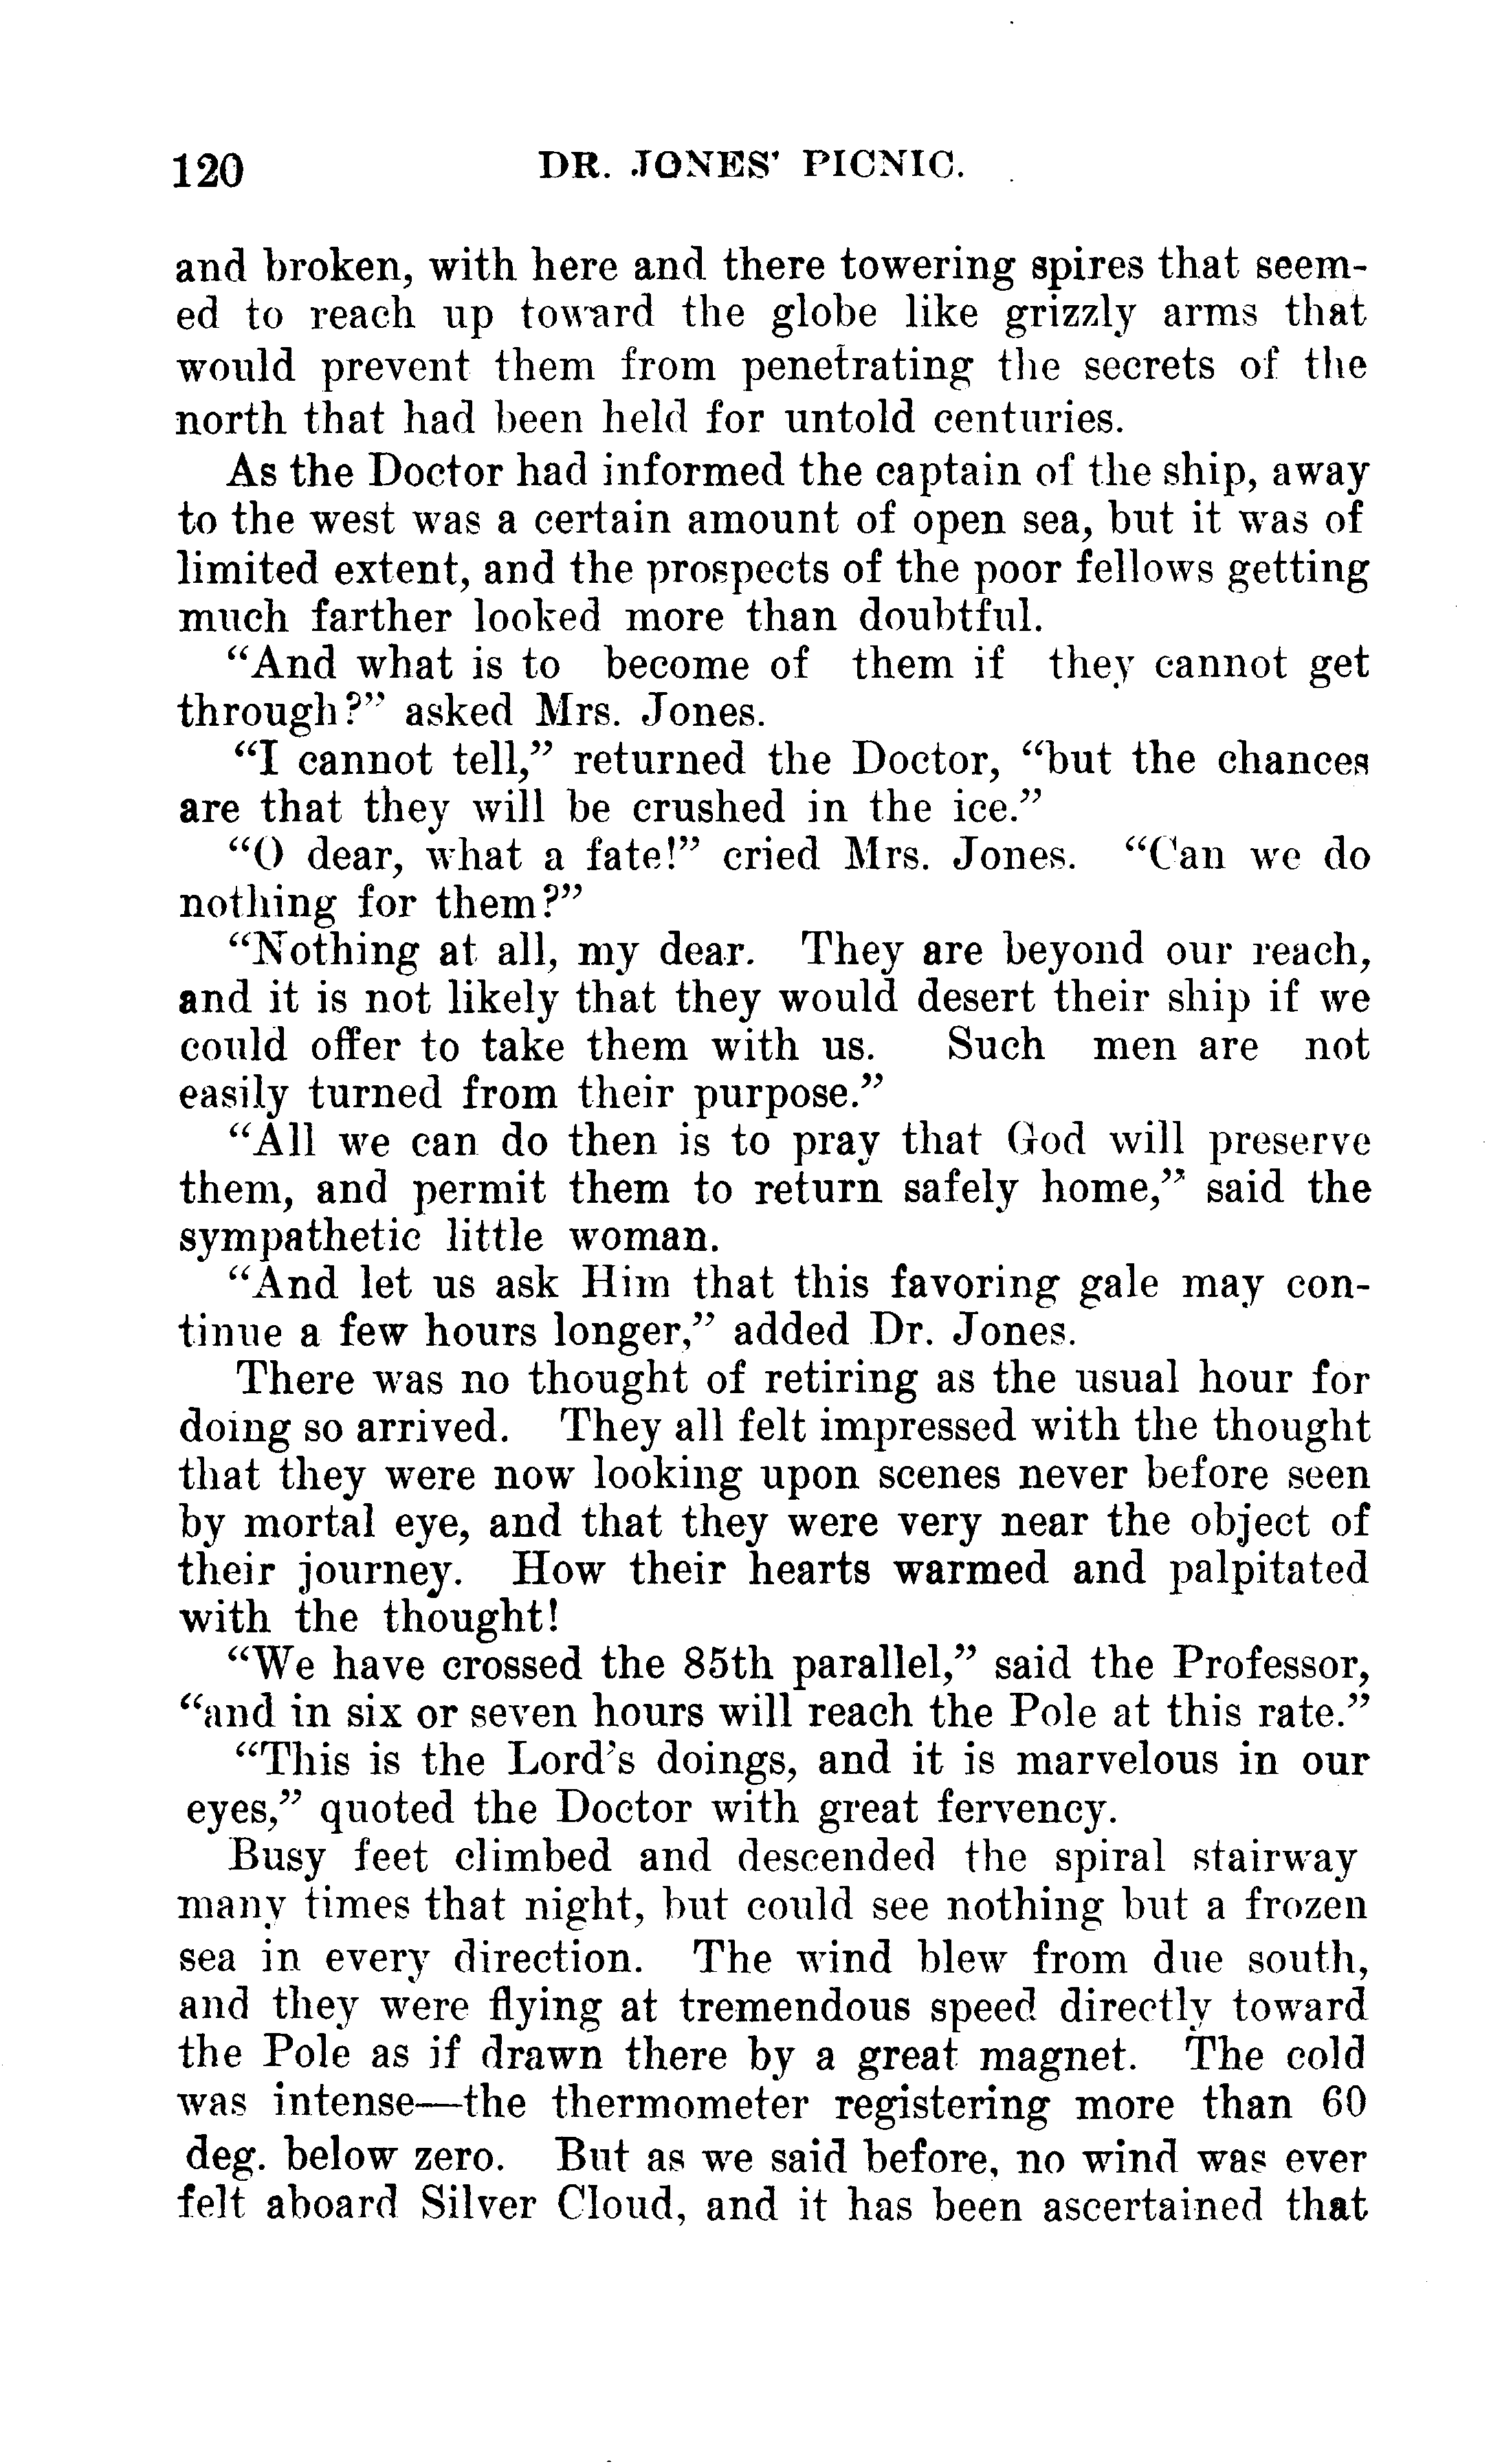 120 DR. JONES' PICNIC.
and broken, with here and there towering spires that seem-
ed to reach up toward the globe like grizzly arms that
would prevent them from penetrating the secrets of the
north that had been held for untold centuries.
As the Doctor had informed the captain of the ship, away
to the west was a certain amount of open sea, but it was of
limited extent, and the prospects of the poor fellows getting
much farther looked more than doubtful.
“And what is to become of them if they cannot get
through?” asked Mrs. Jones.
“I cannot tell,” returned the Doctor, “but the chances
are that they will be crushed in the ice.”
“O dear, what a fate!” cried Mrs. Jones. “Can we do
nothing for them?”
“Nothing at all, my dear. They are beyond our reach,
and it is not likely that they would desert their ship if we
could offer to take them with us. Such men are not
easily turned from their purpose.”
“All we can do then is to pray that God will preserve
them, and permit them to return safely home,” said the
sympathetic little woman.
“And let us ask Him that this favoring gale may con-
tinue a few hours longer,” added Dr. Jones.
There was no thought of retiring as the usual hour for
doing so arrived. They all felt impressed with the thought
that they were now looking upon scenes never before seen
by mortal eye, and that they were very near the object of
their journey. How their hearts warmed and palpitated
with the thought!
“We have crossed the 85th parallel,” said the Professor,
“and in six or seven hours will reach the Pole at this rate.”
“This is the Lord's doings, and it is marvelous in our
eyes,” quoted the Doctor with great fervency.
Busy feet climbed and descended the spiral stairway
many times that night, but could see nothing but a frozen
sea in every direction. The wind blew from due south,
and they were flying at tremendous speed directly toward
the Pole as if drawn there by a great magnet. The cold
was intense—the thermometer registering more than 60
deg. below zero. But as we said before, no wind was ever
felt aboard Silver Cloud, and it has been ascertained that